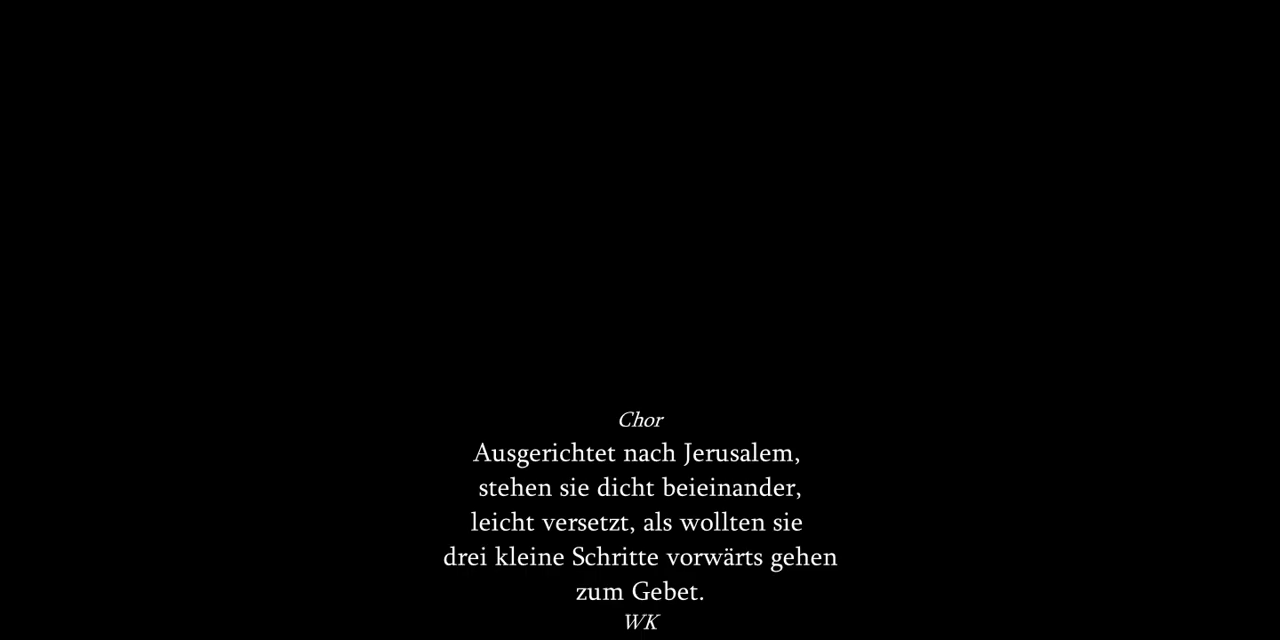 Chor
Ausgerichtet nach Jerusalem,
stehen sie dicht beieinander,
leicht versetzt, als wollten sie
drei kleine Schritte vorwärts gehen
zum Gebet.
WK